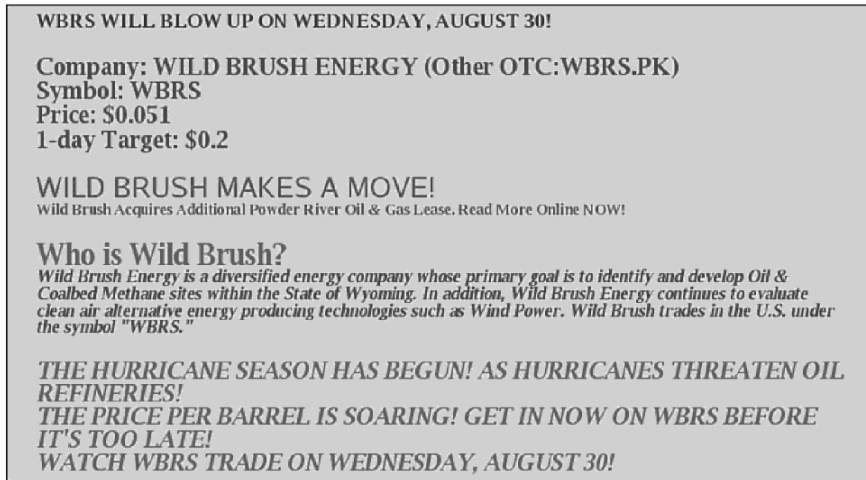 WBRS WILL BLOW UP ON WEDNESDAY, AUGUST 30!
Company: WILD BRUSH ENERGY (Other OTC:WBRS.PK)
Symbol: WBRS
Price: $0.051
1-day Target: $0.2
WILD BRUSH MAKES A MOVE!
Wild Brush Acquires Additional Powder River Oil & Gas Lease. Read More Online NOW!
Who is Wild Brush?
Wild Brush Energy is a diversified energy company whose primary goal is to identify and develop Oil &
Coalbed Methane sites within the State of Wyoming. In addition, Wild Brush Energy continues to evaluate
clean air alternative energy producing technologies such as Wind Power. Wild Brush trades in the U.S. under
the symbol "WBRS."
THE HURRICANE SEASON HAS BEGUN! AS HURRICANES THREATEN OIL
REFINERIES!
THE PRICE PER BARREL IS SOARING! GET IN NOW ON WBRS BEFORE
IT'S TOO LATE!
WATCH WBRS TRADE ON WEDNESDAY, AUGUST 30!